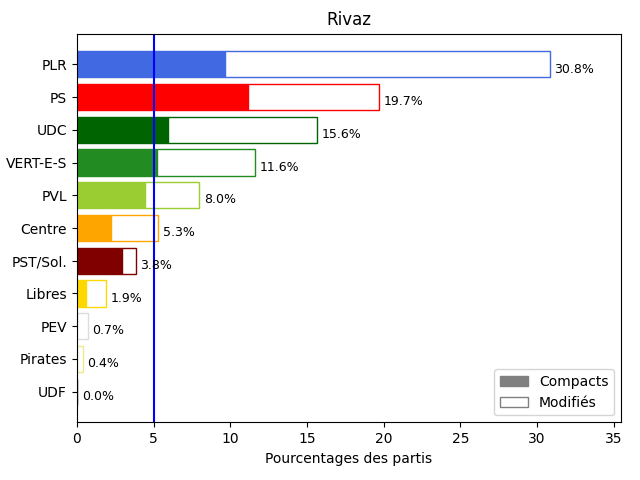 Rivaz
PLR 30.8%
PS 19.7%
UDC 15.6%
VERT-E-S 11.6%
PVL 8.0%
Centre 5.3%
PST/Sol. 3.8%
Libres 1.9%
PEV 0.7%
Pirates 0.4%
UDF 0.0%
Compacts
Modifiés
0 5 10 15 20 25 30 35
Pourcentages des partis